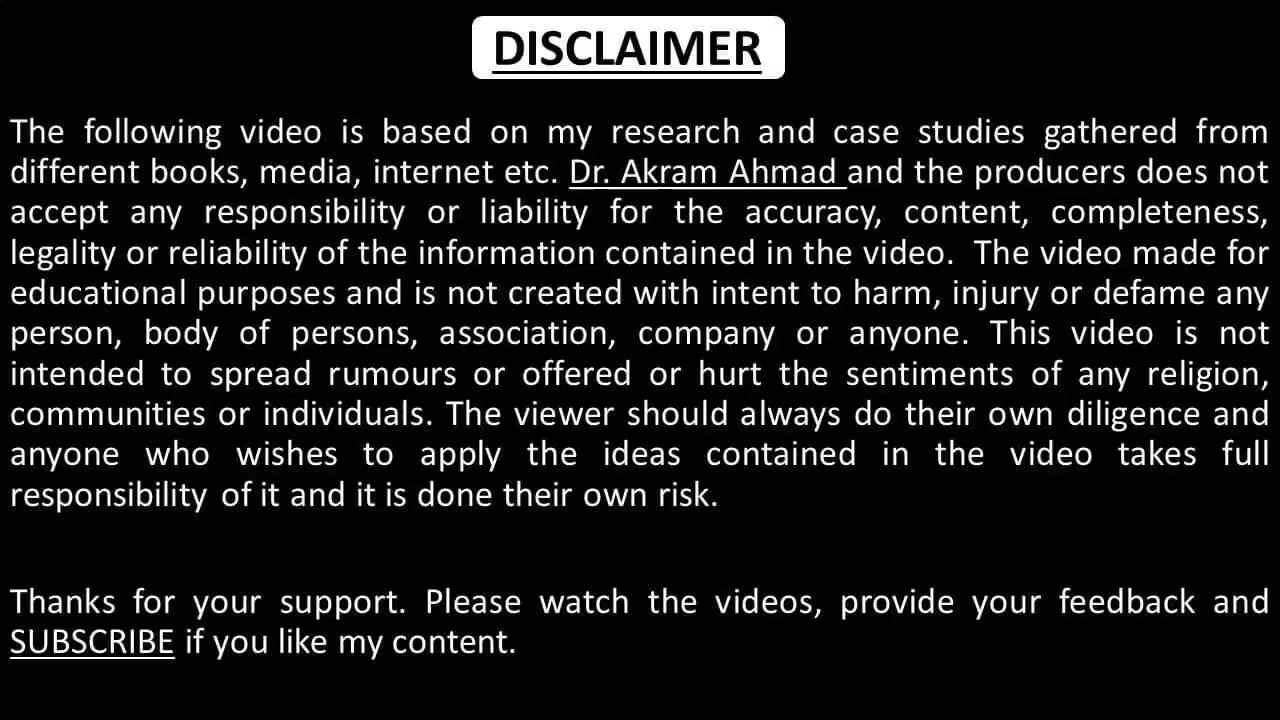 DISCLAIMER
The following video is based on my research and case studies gathered from
different books, media, internet etc. Dr. Akram Ahmad and the producers does not
accept any responsibility or liability for the accuracy, content, completeness,
legality or reliability of the information contained in the video.  The video made for
educational purposes and is not created with intent to harm, injury or defame any
person, body of persons, association, company or anyone. This video is not
intended to spread rumours or offered or hurt the sentiments of any religion,
communities or individuals. The viewer should always do their own diligence and
anyone who wishes to apply the ideas contained in the video takes full
responsibility of it and it is done their own risk.
Thanks for your support. Please watch the videos, provide your feedback and
SUBSCRIBE if you like my content.